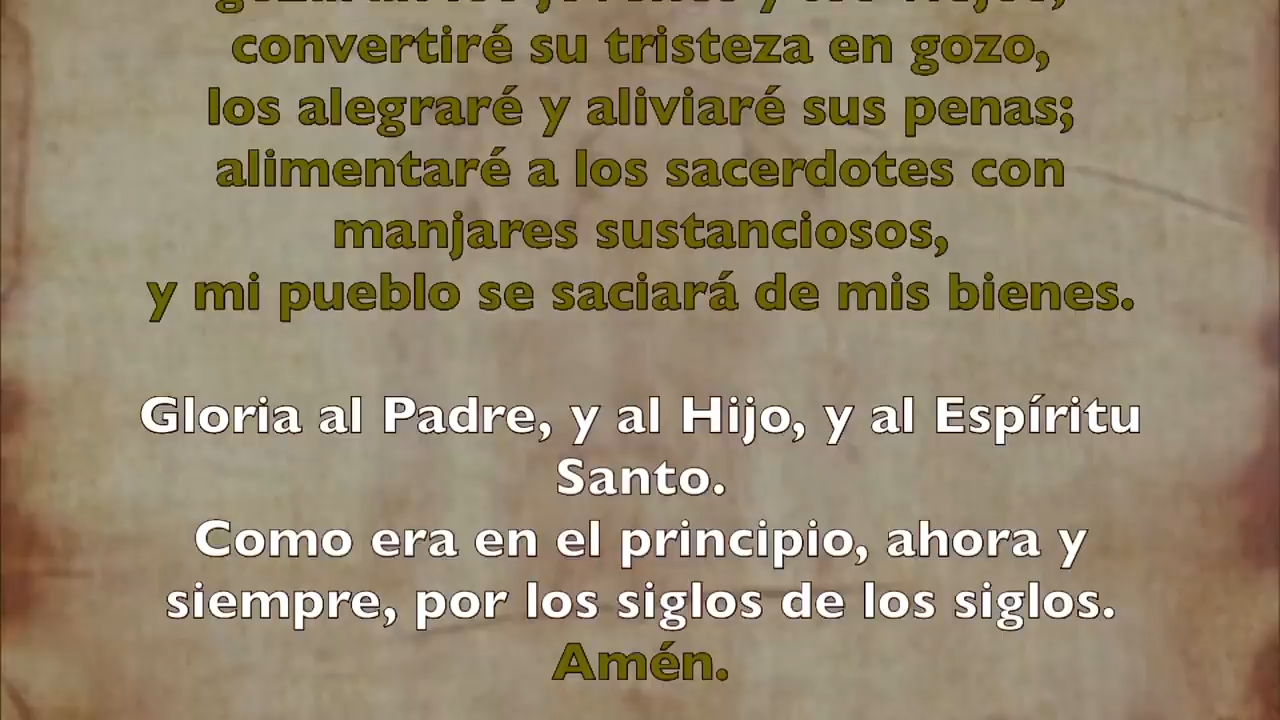 convertiré su tristeza en gozo,
los alegraré y aliviaré sus penas;
alimentaré a los sacerdotes con
manjares sustanciosos,
y mi pueblo se saciará de mis bienes.
Gloria al Padre, y al Hijo, y al Espíritu
Santo.
Como era en el principio, ahora y
siempre, por los siglos de los siglos.
Amén.